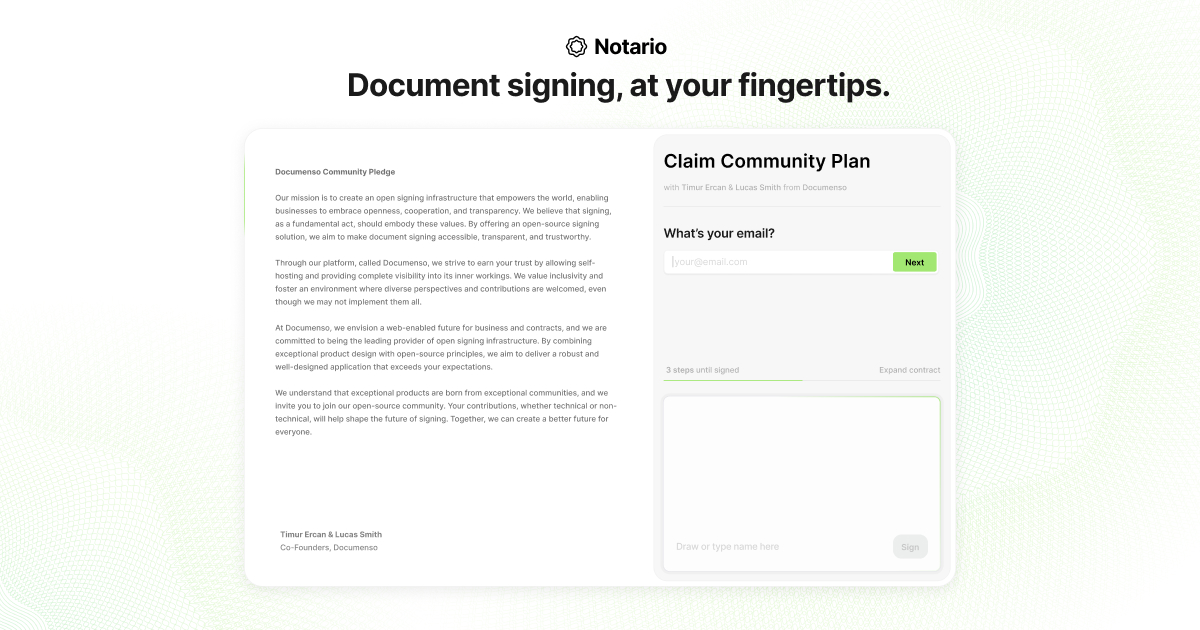 Notario
Document signing, at your fingertips.
Documenso Community Pledge
Our mission is to create an open signing infrastructure that empowers the world, enabling
businesses to embrace openness, cooperation, and transparency. We believe that signing,
as a fundamental act, should embody these values. By offering an open-source signing
solution, we aim to make document signing accessible, transparent, and trustworthy.
Through our platform, called Documenso, we strive to earn your trust by allowing self-
hosting and providing complete visibility into its inner workings. We value inclusivity and
foster an environment where diverse perspectives and contributions are welcomed, even
though we may not implement them all.
At Documenso, we envision a web-enabled future for business and contracts, and we are
committed to being the leading provider of open signing infrastructure. By combining
exceptional product design with open-source principles, we aim to deliver a robust and
well-designed application that exceeds your expectations.
We understand that exceptional products are born from exceptional communities, and we
invite you to join our open-source community. Your contributions, whether technical or non-
technical, will help shape the future of signing. Together, we can create a better future for
everyone.
Timur Ercan & Lucas Smith
Co-Founders, Documenso
Claim Community Plan
with Timur Ercan & Lucas Smith from Documenso
What's your email?
your@email.com
Next
3 steps until signed
Expand contract
Draw or type name here
Sign